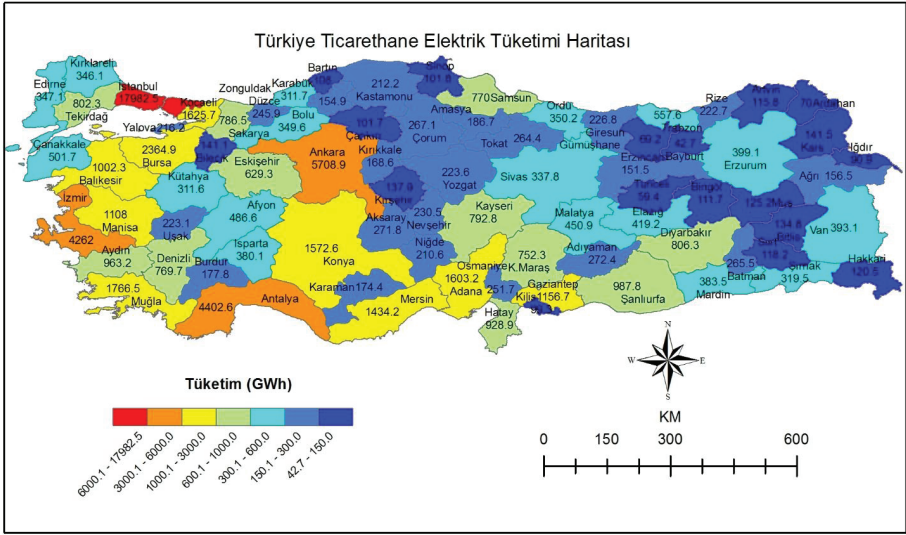 Türkiye Ticarethane Elektrik Tüketimi Haritası
Kırklareli
346.1
Edirne
347.1
802.3
Tekirdağ
İstanbul
17982.5
Kocaeli
1625.7
Yalova 216.2
786.5
Sakarya
Zonguldak
Düzce
245.9
Karabük
311.7
Bolu
349.6
Bartın
154.9
212.2
Kastamonu
Sinop
101.8
770 Samsun
Amasya
186.7
Ordu
350.2
226.8
Giresun
Gümüşhane
99.2
557.6
Trabzon
42.7
Bayburt
Rize
222.7
Artvin
115.8
70 Ardahan
141.5
Kars
Iğdır
90.9
Çanakkale
501.7
1002.3
Balıkesir
2364.9
Bursa
141.1
Bilecik
Eskişehir
629.3
Kütahya
311.6
Ankara
5708.9
101.7
Çankırı
Kırıkkale
168.6
267.1
Çorum
Tokat
264.4
Sivas 337.8
Erzincan
151.5
399.1
Erzurum
Ağrı 156.5
İzmir
4262
1108
Manisa
223.1
Uşak
Afyon
486.6
137.9
Kırşehir
223.6
Yozgat
Kayseri
792.8
Tunceli
59.4
Bingöl
111.7
125.2 Muş
134.8
Bitlis
Van 393.1
Aydın
963.2
Denizli
769.7
Burdur
177.8
Isparta
380.1
1572.6
Konya
Aksaray
271.8
230.5
Nevşehir
Niğde
210.6
Malatya
450.9
Elazığ
419.2
Diyarbakır
806.3
Siirt
118.2
265.5
Batman
Şırnak
319.5
Hakkari
120.5
1766.5
Muğla
4402.6
Antalya
Karaman 174.4
Mersin
1434.2
Osmaniye
1603.2
Adana
251.7
752.3
K.Maraş
Adıyaman
272.4
Gaziantep
Kilis 1156.7
987.8
Şanlıurfa
383.5
Mardin
Hatay
928.9
N
W
E
S
Tüketim (GWh)
6000.1 - 17982.5
3000.1 - 6000.0
1000.1 - 3000.0
600.1 - 1000.0
300.1 - 600.0
150.1 - 300.0
42.7 - 150.0
KM
0 150 300 600